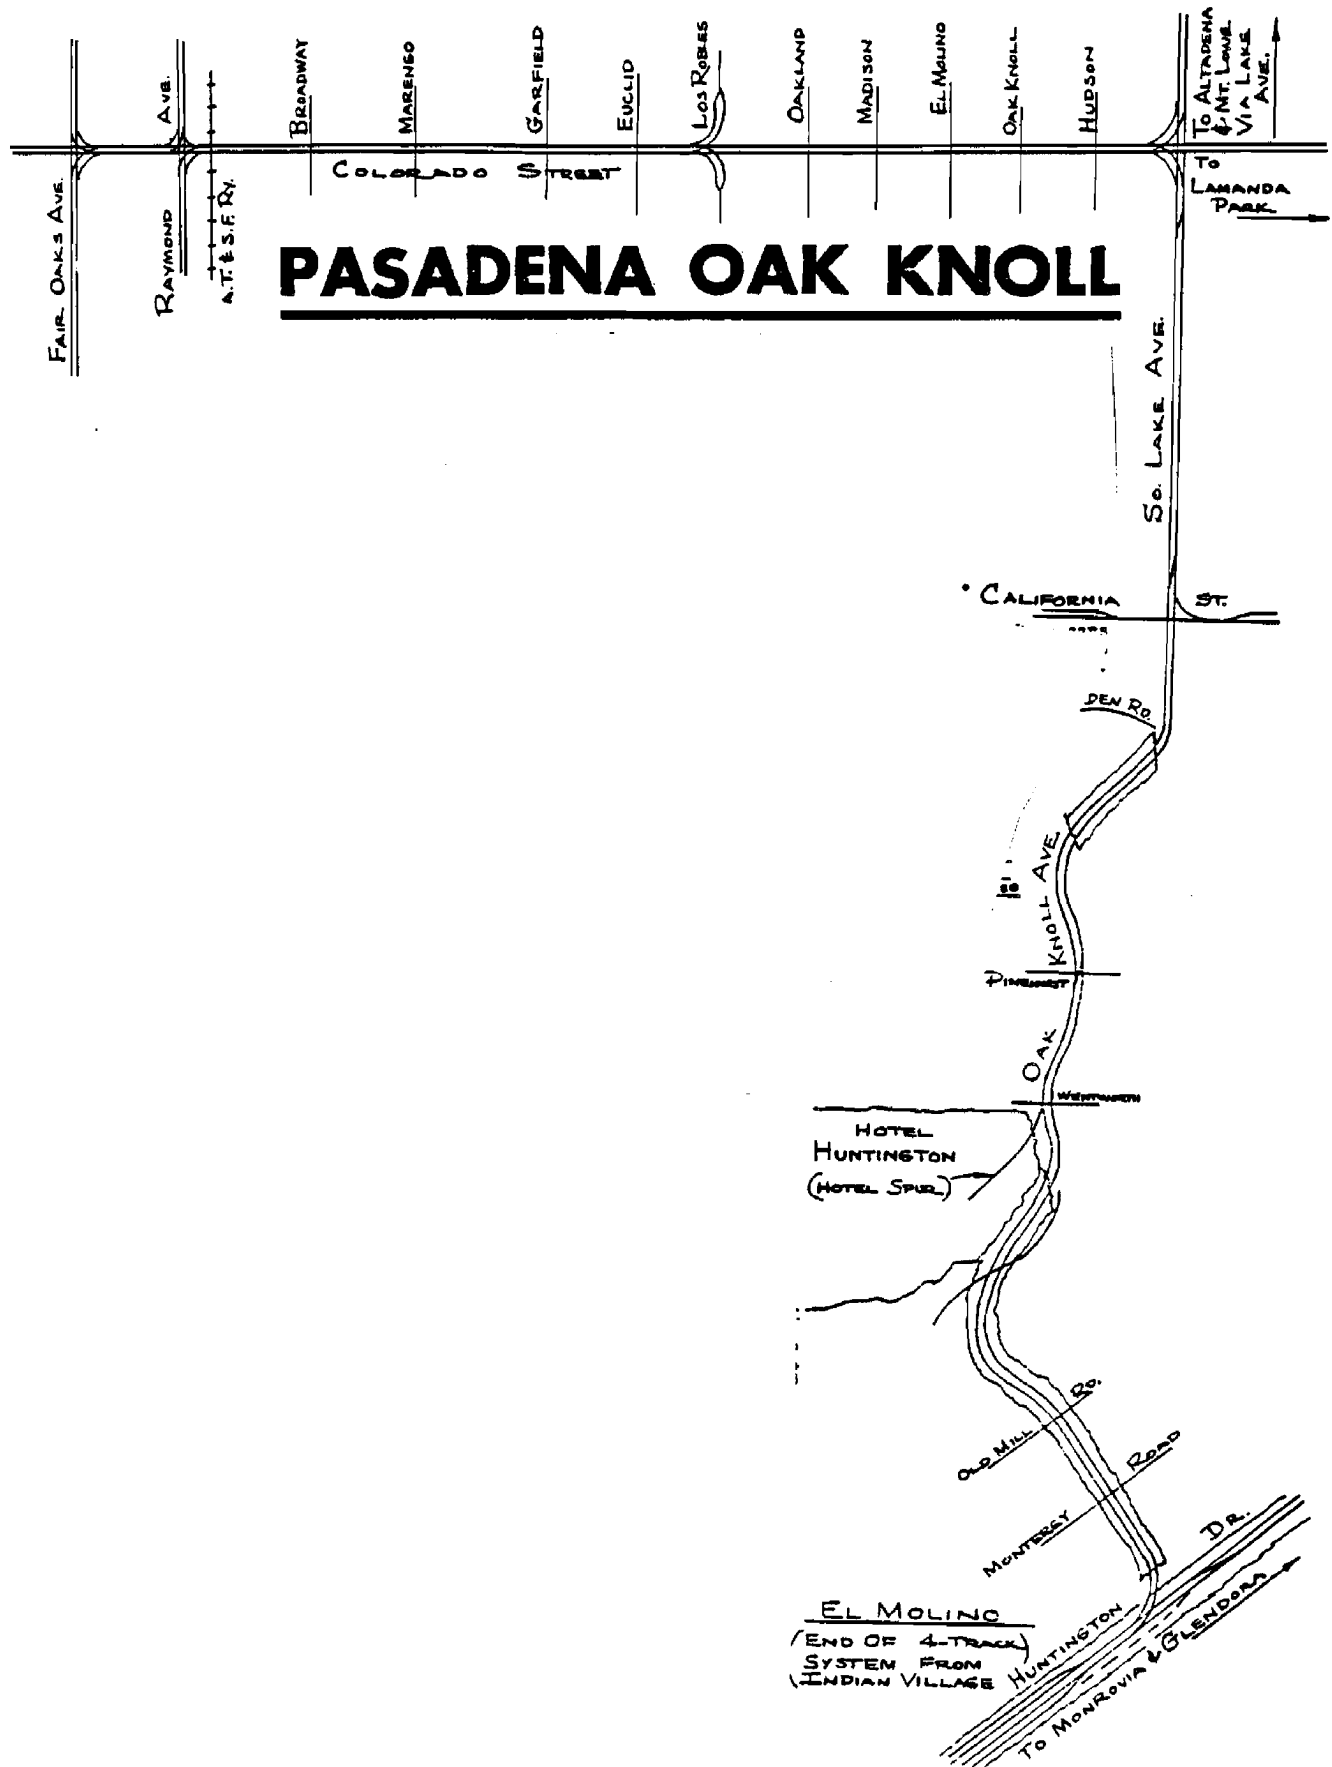 FAIR OAKS AVE.
RAYMOND AVE.
A.T. & S.F. RY.
BROADWAY
MARENGO
GARFIELD
EUCLID
LOS ROBLES
OAKLAND
MADISON
EL MOLINO
OAK KNOLL
HUDSON
TO ALTADENA
& MT. LOWE
VIA LAKE
AVE.
COLORADO STREET
TO
LAMANDA
PARK
PASADENA OAK KNOLL
SO. LAKE AVE.
CALIFORNIA ST.
DEN RD.
OAK KNOLL AVE.
PINEHURST
WENTWORTH
HOTEL
HUNTINGTON
(HOTEL SPUR)
OLD MILL RD.
MONTEREY ROAD
HUNTINGTON DR.
EL MOLINO
(END OF 4-TRACK)
SYSTEM FROM
INDIAN VILLAGE
TO MONROVIA & GLENDORA